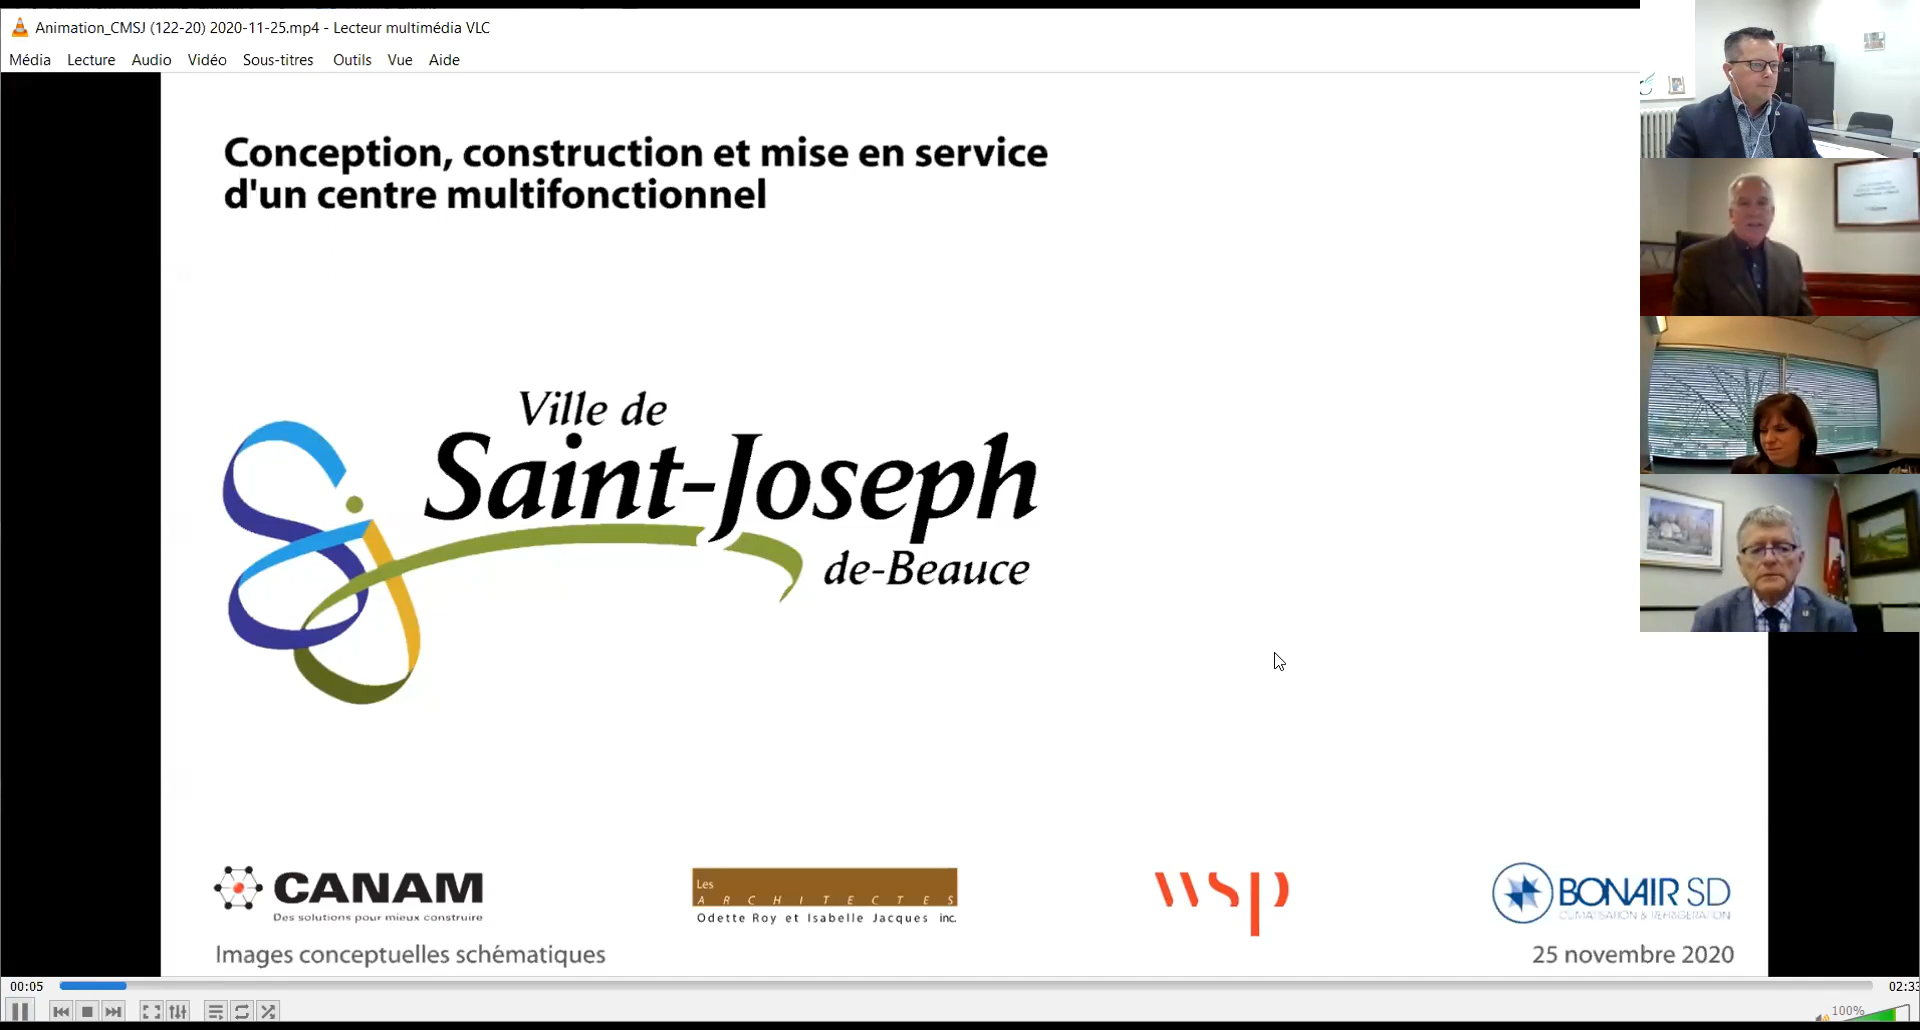 Animation_CMSJ (122-20) 2020-11-25.mp4 - Lecteur multimédia VLC
Média Lecture Audio Vidéo Sous-titres Outils Vue Aide
Conception, construction et mise en service
d'un centre multifonctionnel
Ville de
Saint-Joseph
de-Beauce
CANAM
Des solutions pour mieux construire
Les
ARCHITECTES
Odette Roy et Isabelle Jacques inc.
wsp
BONAIR SD
CLIMATISATION & RÉFRIGÉRATION
Images conceptuelles schématiques
25 novembre 2020
00:05
02:33
100%